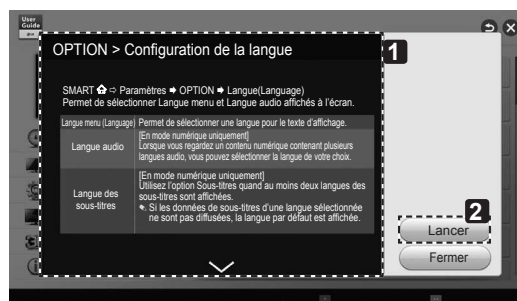 User
Guide
OPTION > Configuration de la langue
1
SMART ⇨ Paramètres ➡ OPTION ➡ Langue(Language)
Permet de sélectionner Langue menu et Langue audio affichés à l'écran.
Langue menu (Language) Permet de sélectionner une langue pour le texte d'affichage.
Langue audio
[En mode numérique uniquement]
Lorsque vous regardez un contenu numérique contenant plusieurs
langues audio, vous pouvez sélectionner la langue de votre choix.
Langue des
sous-titres
[En mode numérique uniquement]
Utilisez l'option Sous-titres quand au moins deux langues des
sous-titres sont affichées.
Si les données de sous-titres d'une langue sélectionnée
ne sont pas diffusées, la langue par défaut est affichée.
2
Lancer
Fermer